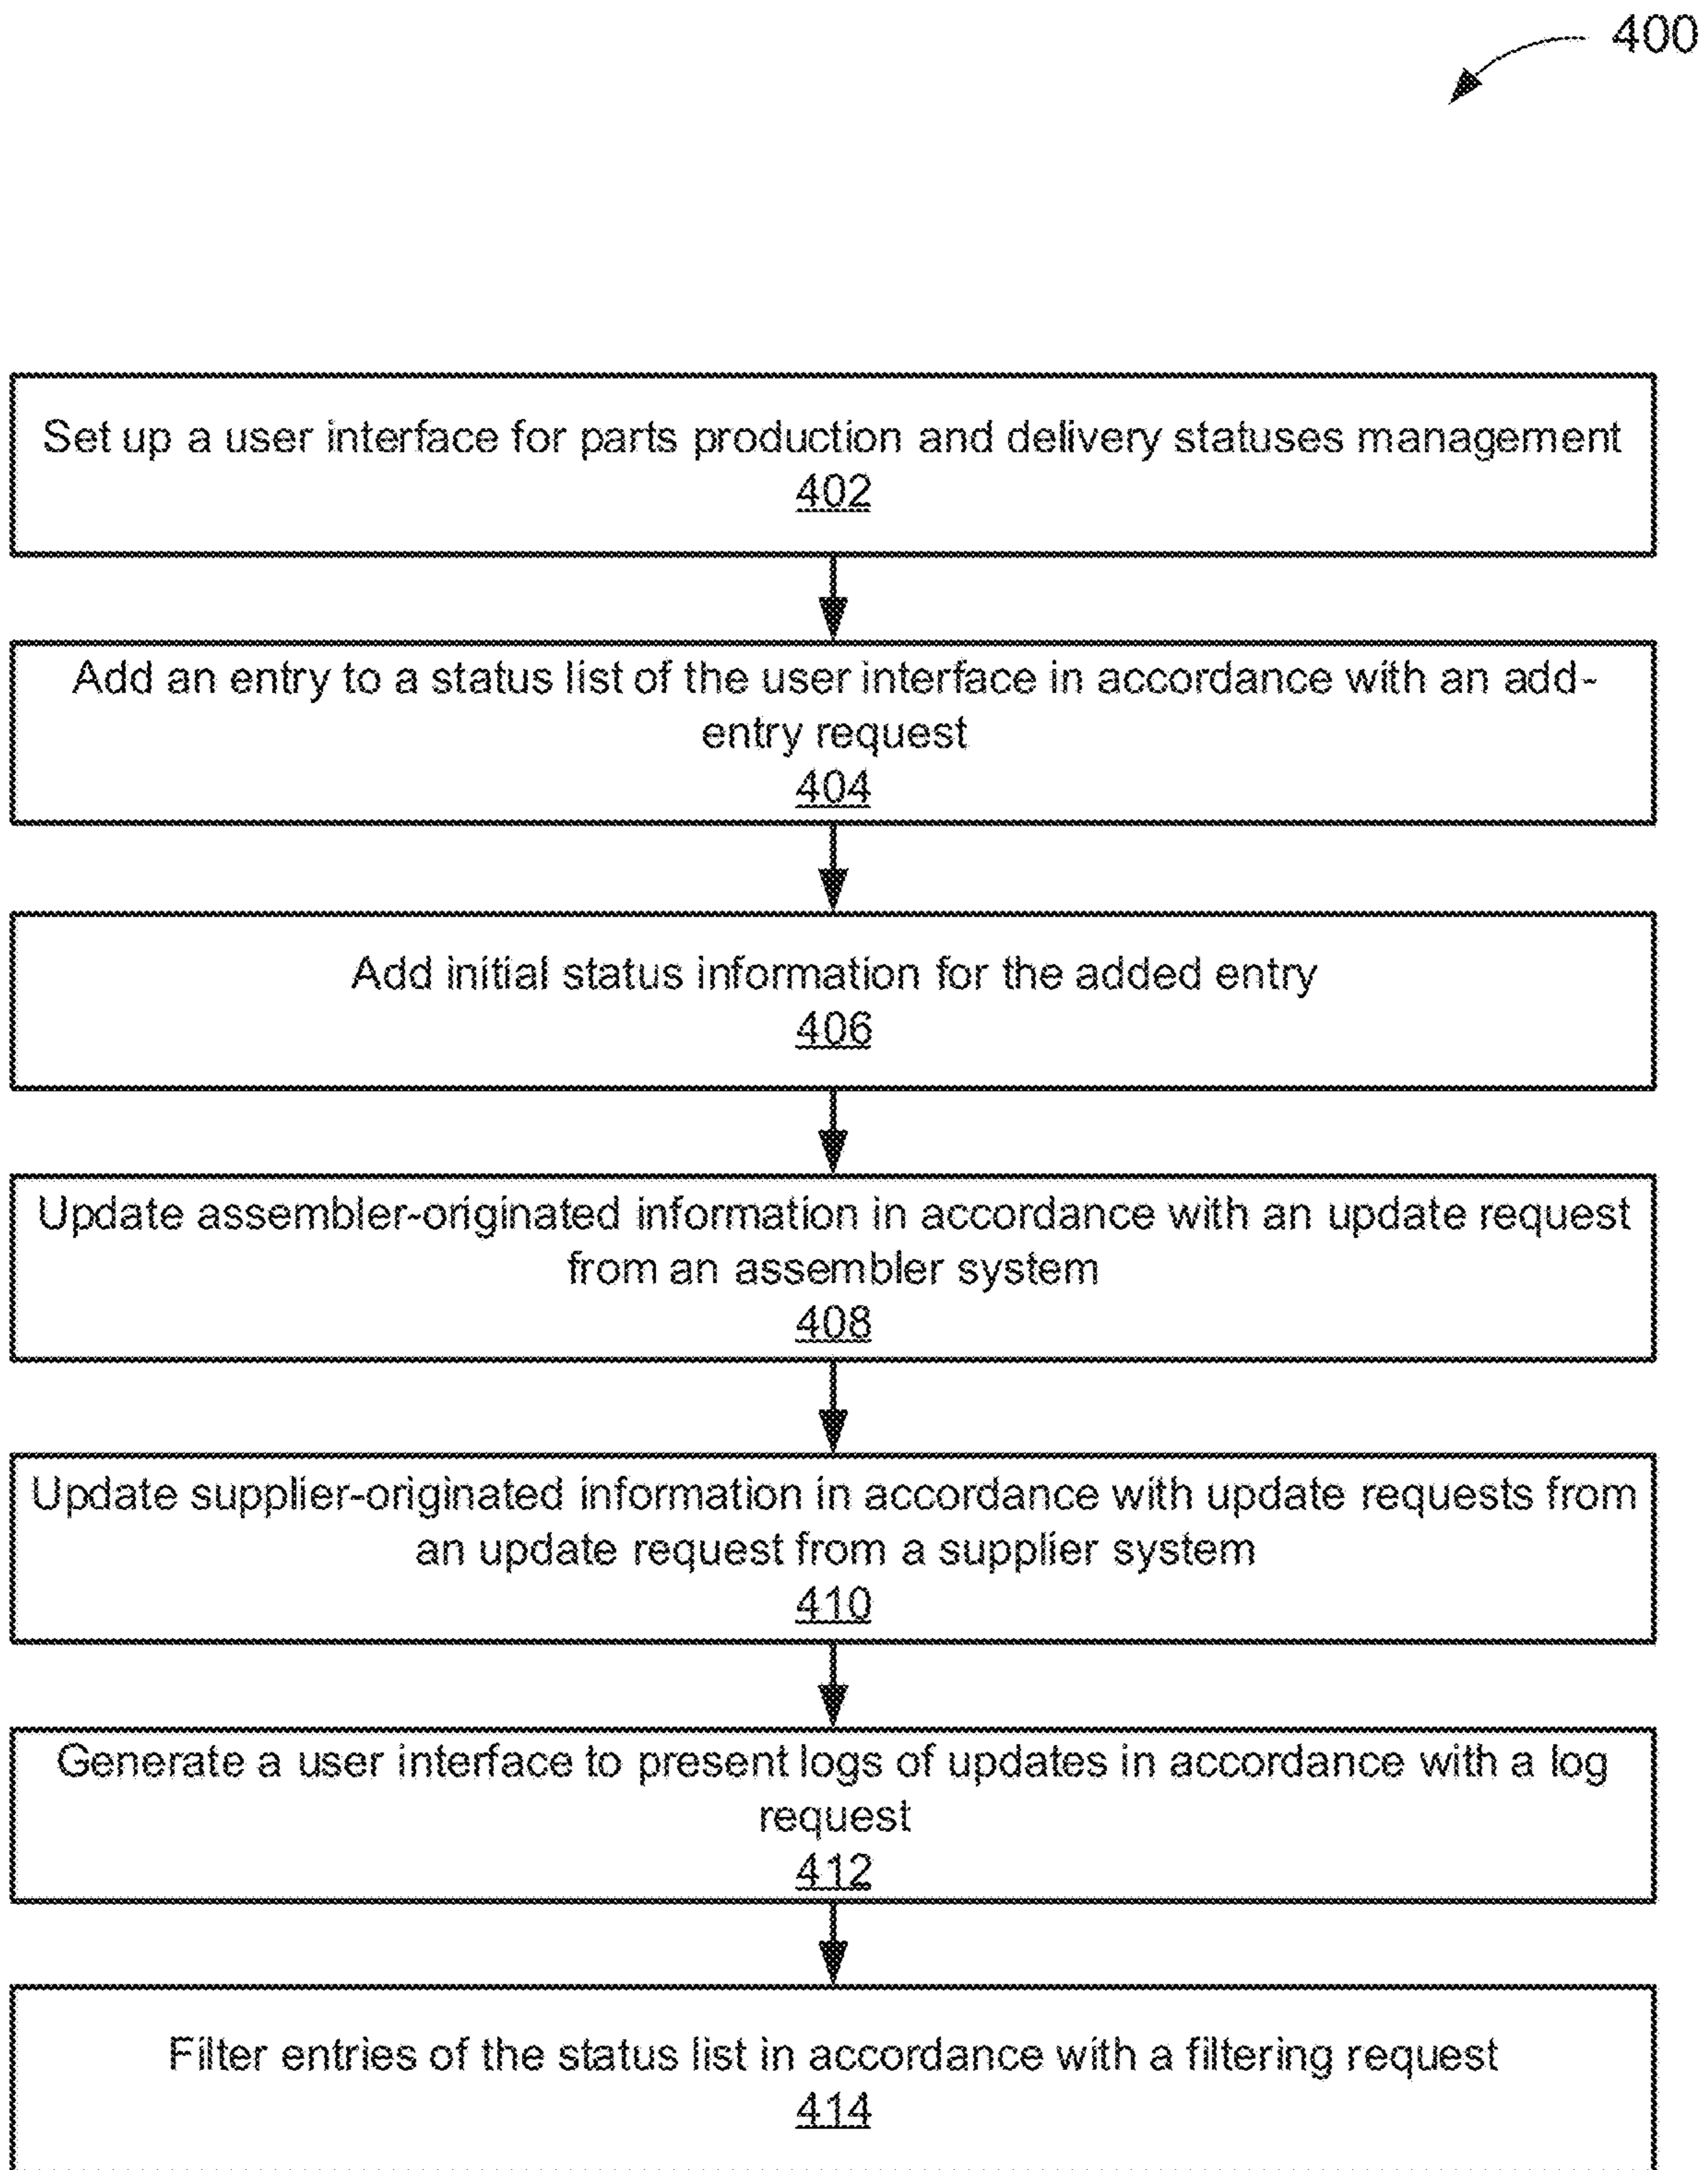 400
Set up a user interface for parts production and delivery statuses management
402
Add an entry to a status list of the user interface in accordance with an add-
entry request
404
Add initial status information for the added entry
406
Update assembler-originated information in accordance with an update request
from an assembler system
408
Update supplier-originated information in accordance with update requests from
an update request from a supplier system
410
Generate a user interface to present logs of updates in accordance with a log
request
412
Filter entries of the status list in accordance with a filtering request
414